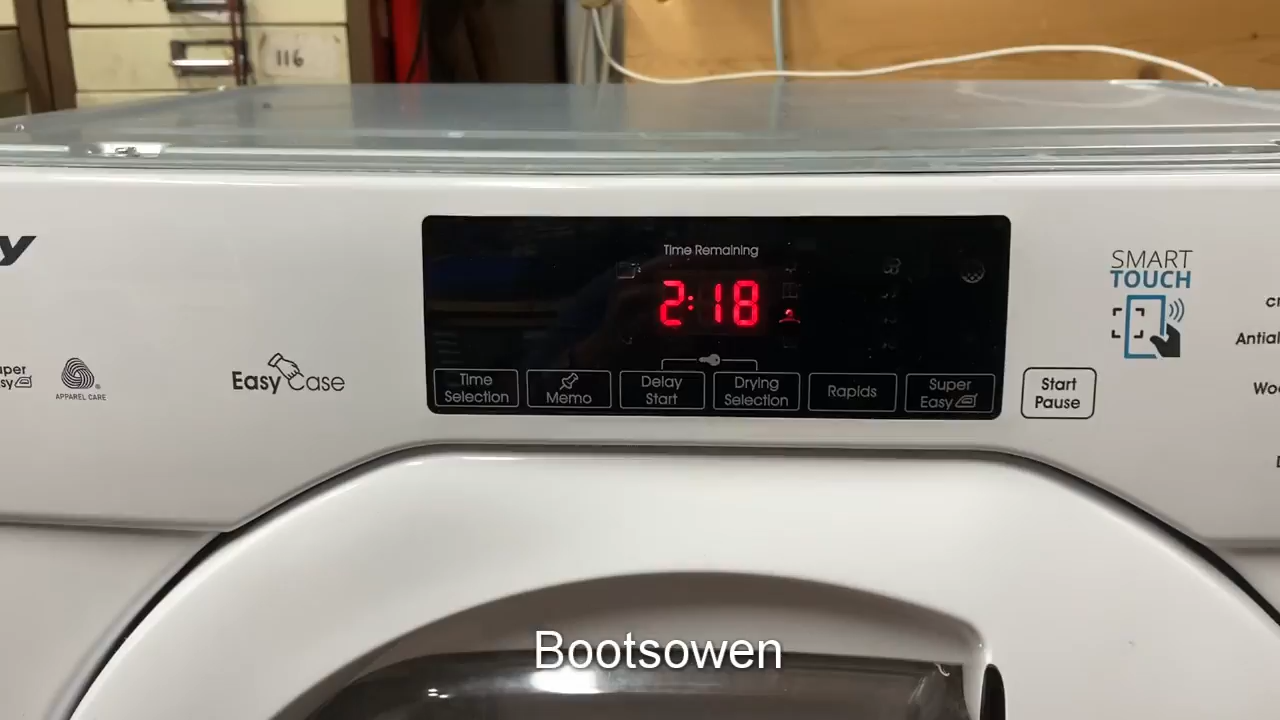 116
y
Time Remaining
2:18
SMART
TOUCH
Easy Case
APPAREL CARE
Time
Selection
Memo
Delay
Start
Drying
Selection
Rapids
Super
Easy
Start
Pause
Bootsowen